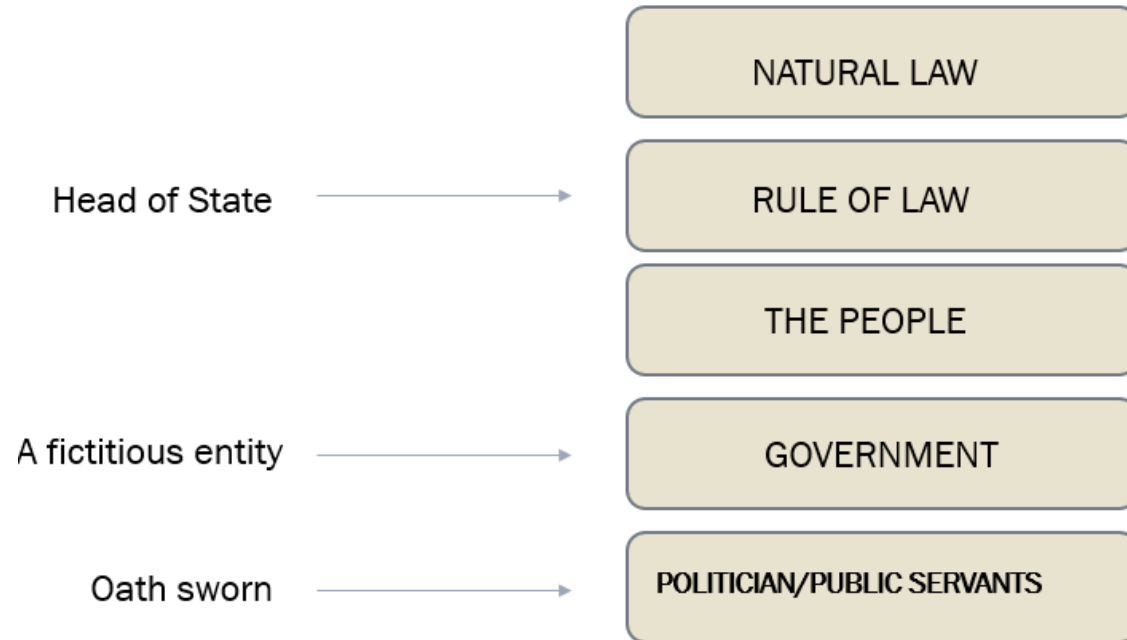 NATURAL LAW
Head of State
RULE OF LAW
THE PEOPLE
A fictitious entity
GOVERNMENT
Oath sworn
POLITICIAN/PUBLIC SERVANTS